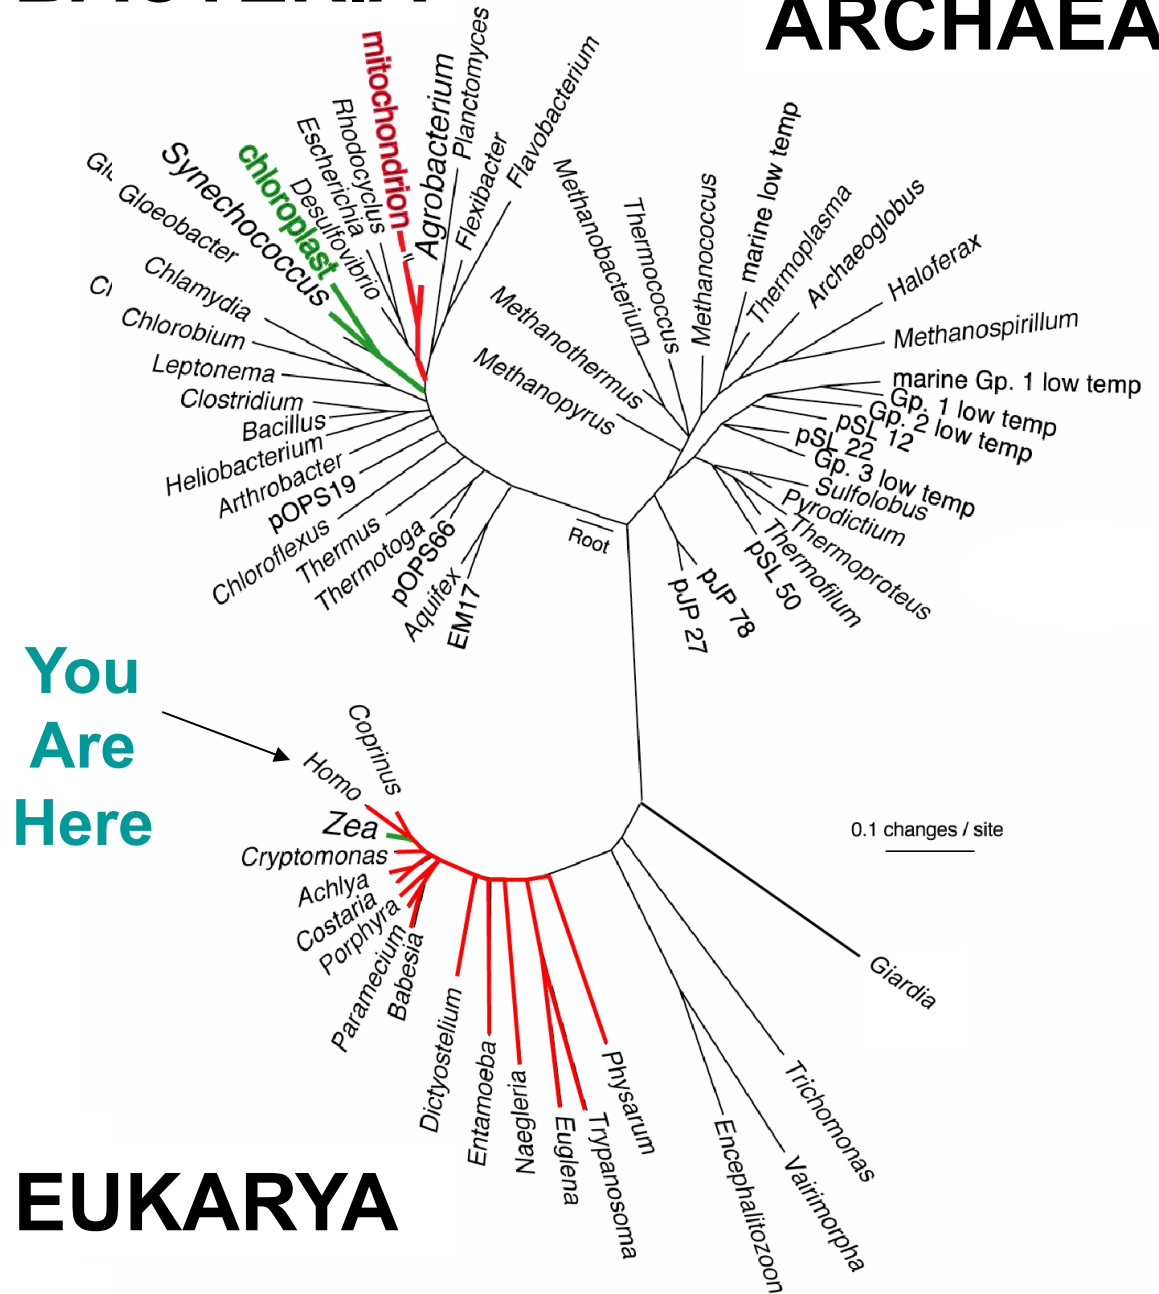 BACTERIA
ARCHAEA
mitochondrion
Agrobacterium
Planctomyces
Flavobacterium
Flexibacter
Rhodocyclus
Escherichia
Desulfovibrio
chloroplast
Synechococcus
Gloeobacter
Chlamydia
Chlorobium
Leptonema
Clostridium
Bacillus
Heliobacterium
Arthrobacter
pOPS19
Chloroflexus
Thermus
Thermotoga
pOPS66
Aquifex
EM17
Root
Methanopyrus
Methanothermus
Methanobacterium
Thermococcus
Methanococcus
marine low temp
Thermoplasma
Archaeoglobus
Haloferax
Methanospirillum
marine Gp. 1 low temp
Gp. 1 low temp
Gp. 2 low temp
pSL 12
pSL 22
Gp. 3 low temp
Sulfolobus
Pyrodictium
Thermoproteus
Thermofilum
pSL 50
pJP 78
pJP 27
You
Are
Here
Coprinus
Homo
Zea
Cryptomonas
Achlya
Costaria
Porphyra
Paramecium
Babesia
Dictyostelium
Entamoeba
Naegleria
Euglena
Trypanosoma
Physarum
Encephalitozoon
Vairimorpha
Trichomonas
Giardia
0.1 changes / site
EUKARYA